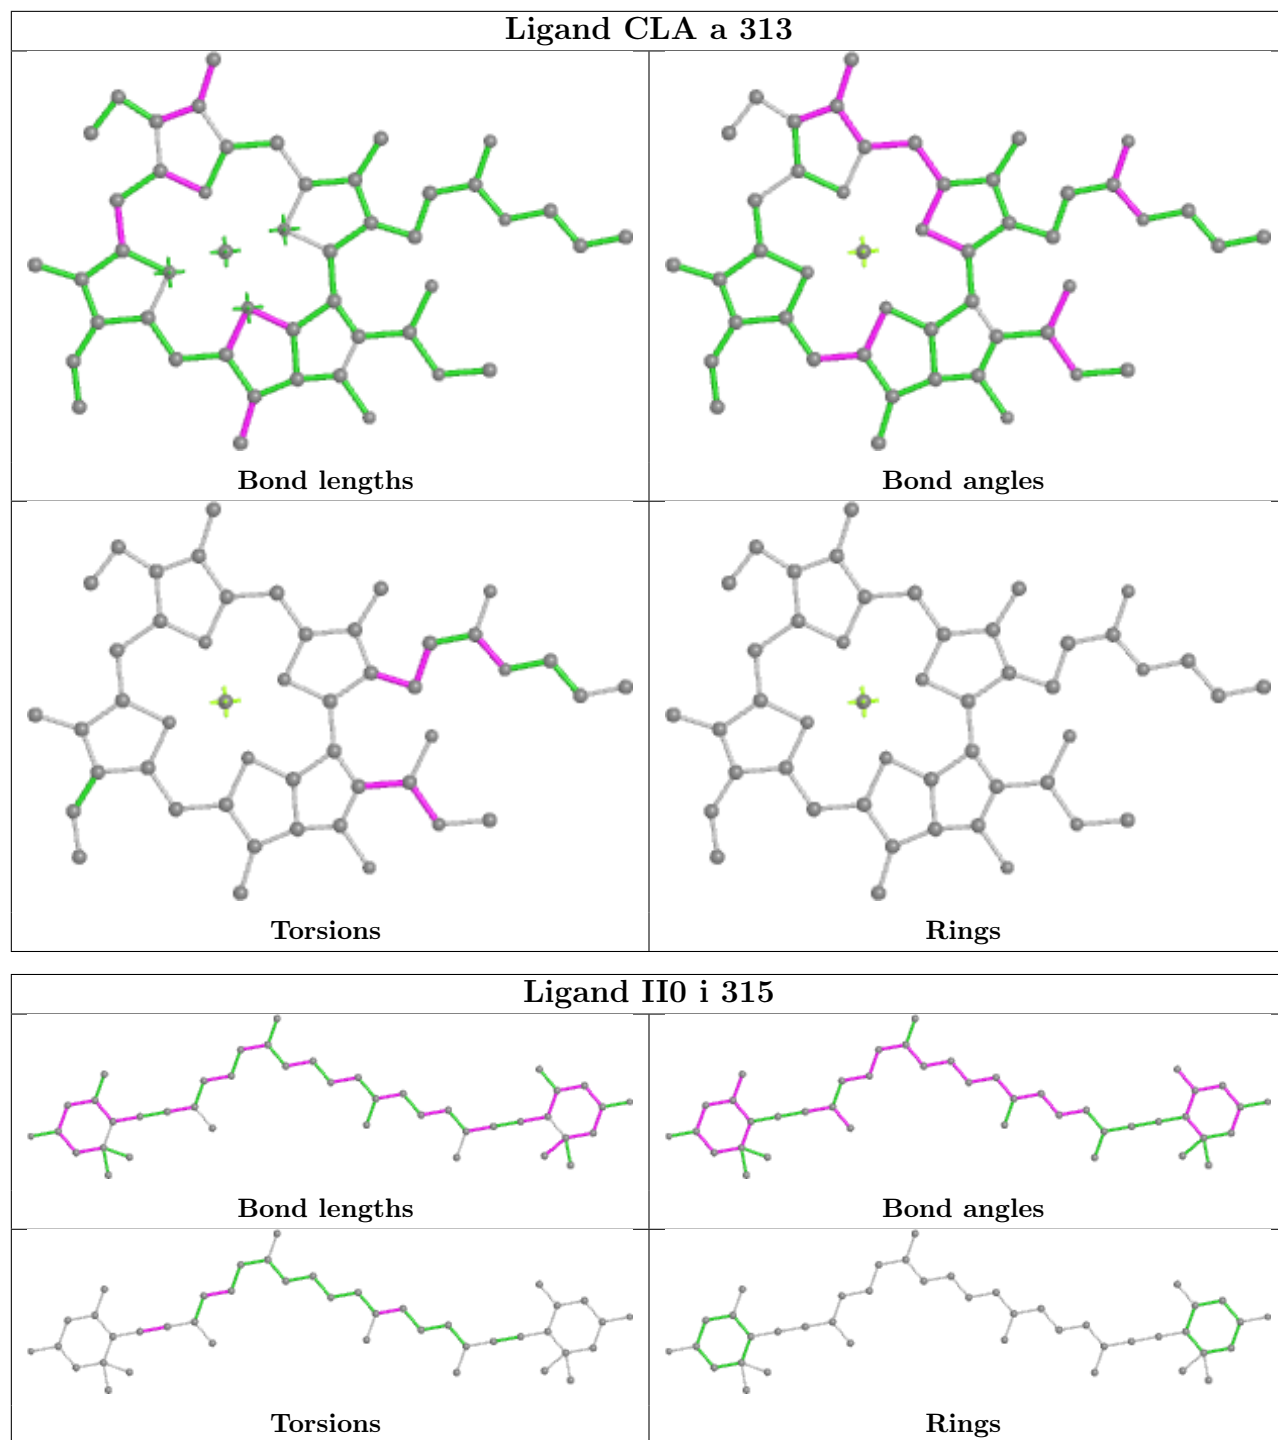 Ligand CLA a 313
Bond lengths
Bond angles
Torsions
Rings
Ligand II0 i 315
Bond lengths
Bond angles
Torsions
Rings